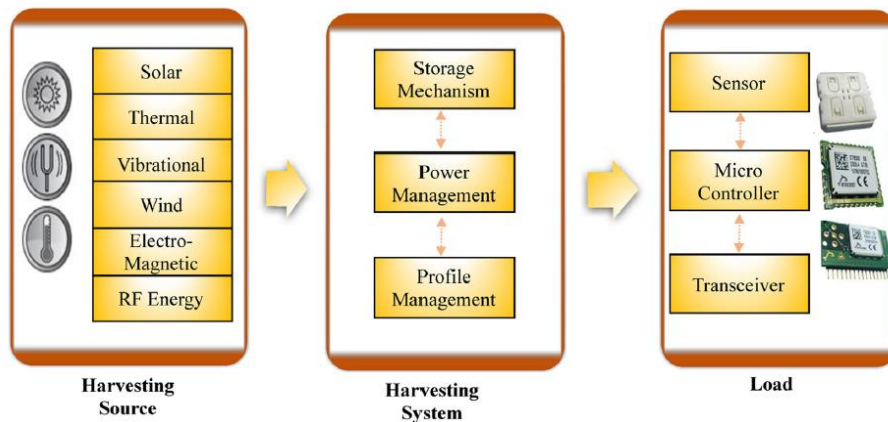 Solar
Thermal
Vibrational
Wind
Electro-
Magnetic
RF Energy
Harvesting
Source
Storage
Mechanism
Power
Management
Profile
Management
Harvesting
System
Sensor
Micro
Controller
Transceiver
Load